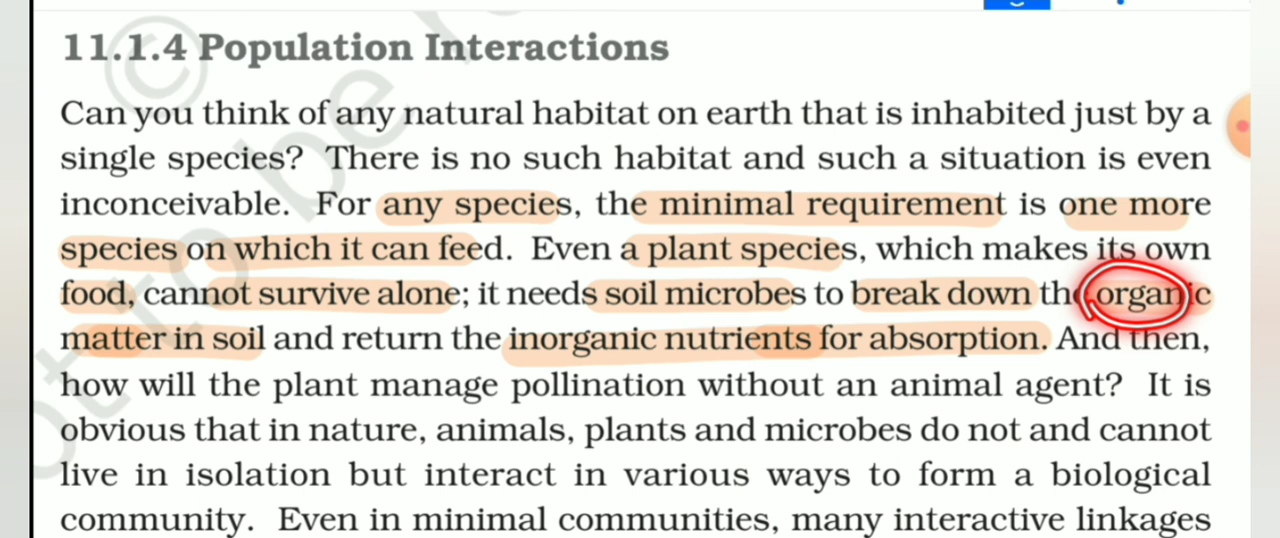 11.1.4 Population Interactions
Can you think of any natural habitat on earth that is inhabited just by a
single species? There is no such habitat and such a situation is even
inconceivable. For any species, the minimal requirement is one more
species on which it can feed. Even a plant species, which makes its own
food, cannot survive alone; it needs soil microbes to break down the organic
matter in soil and return the inorganic nutrients for absorption. And then,
how will the plant manage pollination without an animal agent? It is
obvious that in nature, animals, plants and microbes do not and cannot
live in isolation but interact in various ways to form a biological
community. Even in minimal communities, many interactive linkages